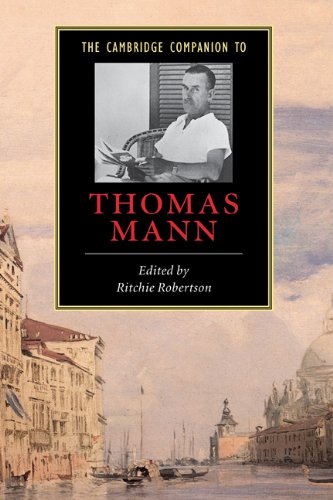 THE CAMBRIDGE COMPANION TO
THOMAS
MANN
Edited by
Ritchie Robertson